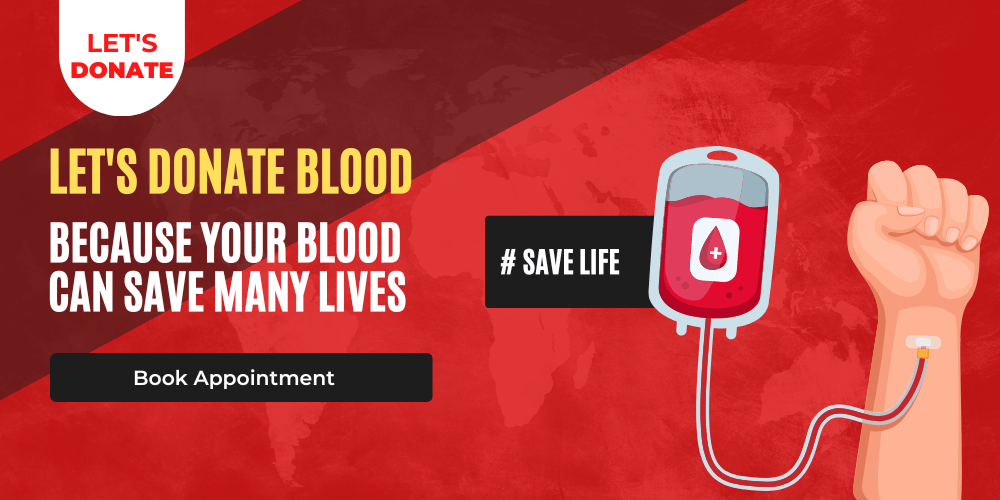 LET'S
DONATE
LET'S DONATE BLOOD
BECAUSE YOUR BLOOD
CAN SAVE MANY LIVES
# SAVE LIFE
Book Appointment